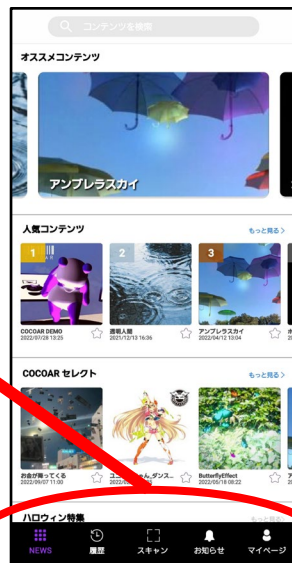 コンテンツを検索
オススメコンテンツ
アンブレラスカイ
人気コンテンツ
もっと見る >
1
2
3
COCOAR DEMO
2022/07/28 13:25
透明人間
2021/12/13 16:36
アンブレラスカイ
2022/04/12 13:04
COCOAR セレクト
もっと見る >
お金が降ってくる
2022/09/07 11:00
ButterflyEffect
2022/05/18 09:22
ハロウィン特集
もっと見る >
NEWS
履歴
スキャン
お知らせ
マイページ